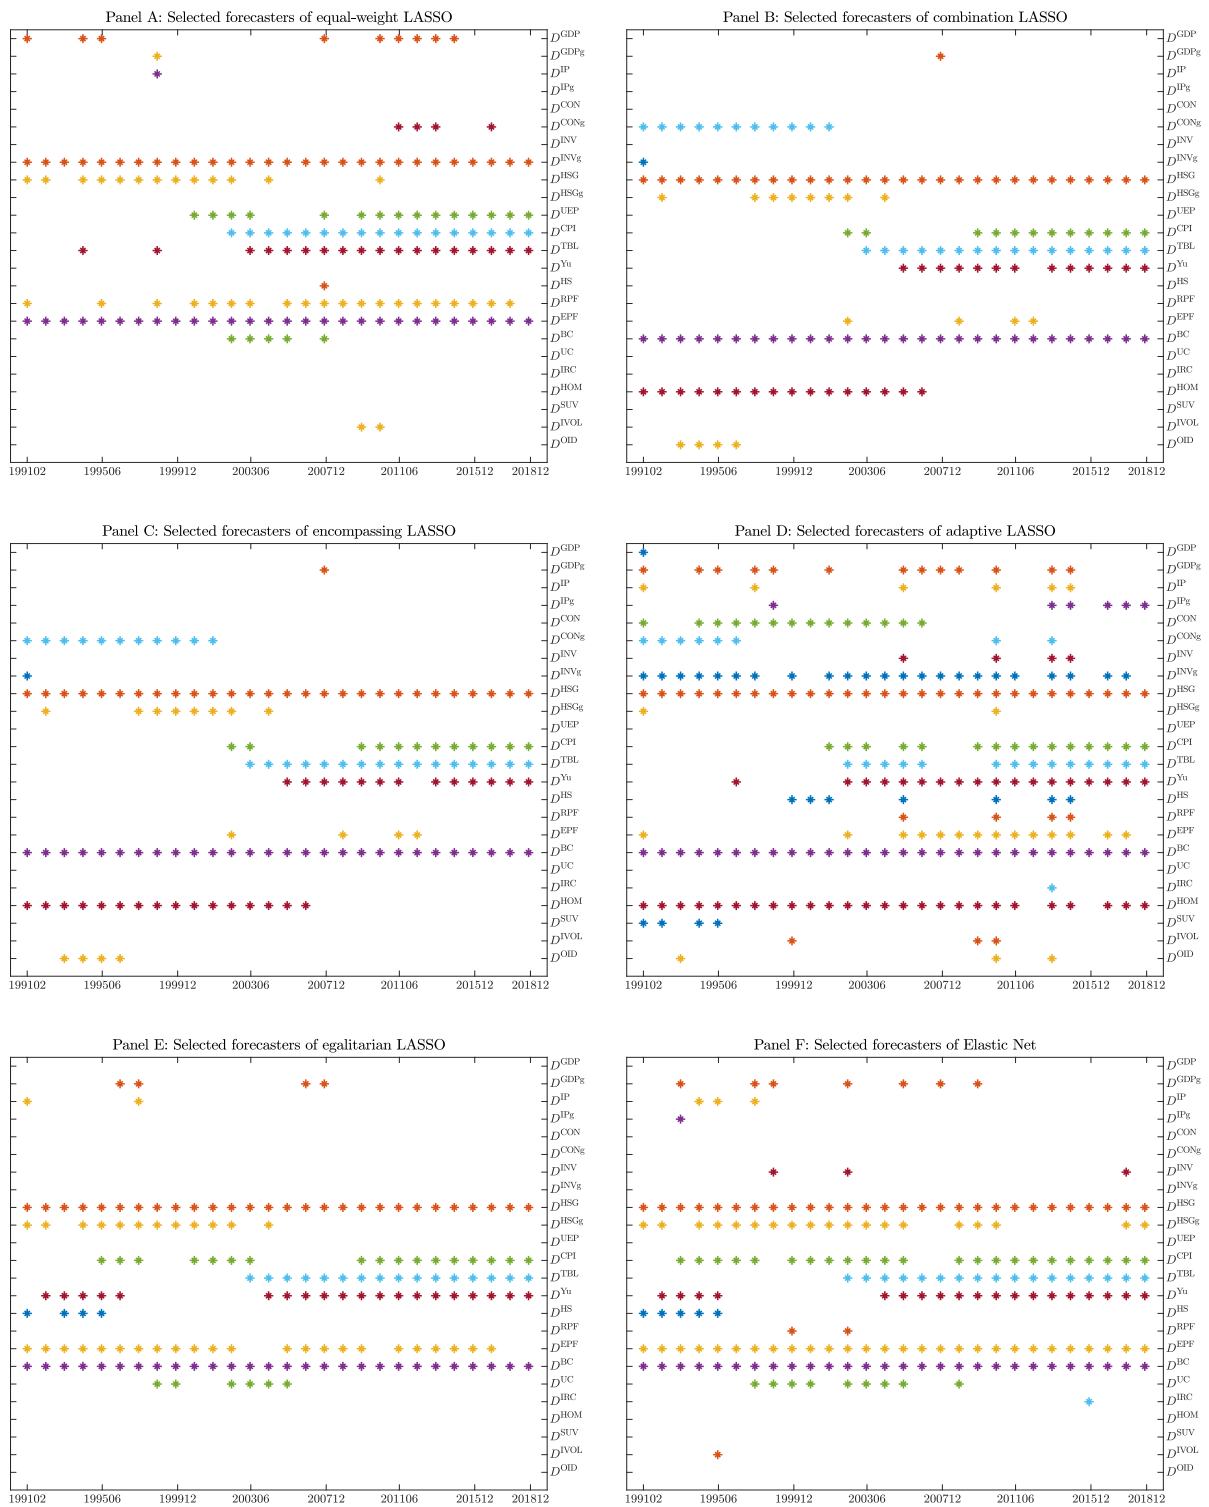 Panel A: Selected forecasters of equal-weight LASSO
D^GDP
D^GDPg
D^IP
D^IPg
D^CON
D^CONg
D^INV
D^INVg
D^HSG
D^HSGg
D^UEP
D^CPI
D^TBL
D^Yu
D^HS
D^RPF
D^EPF
D^BC
D^UC
D^IRC
D^HOM
D^SUV
D^IVOL
D^OID
199102 199506 199912 200306 200712 201106 201512 201812
Panel B: Selected forecasters of combination LASSO
D^GDP
D^GDPg
D^IP
D^IPg
D^CON
D^CONg
D^INV
D^INVg
D^HSG
D^HSGg
D^UEP
D^CPI
D^TBL
D^Yu
D^HS
D^RPF
D^EPF
D^BC
D^UC
D^IRC
D^HOM
D^SUV
D^IVOL
D^OID
199102 199506 199912 200306 200712 201106 201512 201812
Panel C: Selected forecasters of encompassing LASSO
D^GDP
D^GDPg
D^IP
D^IPg
D^CON
D^CONg
D^INV
D^INVg
D^HSG
D^HSGg
D^UEP
D^CPI
D^TBL
D^Yu
D^HS
D^RPF
D^EPF
D^BC
D^UC
D^IRC
D^HOM
D^SUV
D^IVOL
D^OID
199102 199506 199912 200306 200712 201106 201512 201812
Panel D: Selected forecasters of adaptive LASSO
D^GDP
D^GDPg
D^IP
D^IPg
D^CON
D^CONg
D^INV
D^INVg
D^HSG
D^HSGg
D^UEP
D^CPI
D^TBL
D^Yu
D^HS
D^RPF
D^EPF
D^BC
D^UC
D^IRC
D^HOM
D^SUV
D^IVOL
D^OID
199102 199506 199912 200306 200712 201106 201512 201812
Panel E: Selected forecasters of egalitarian LASSO
D^GDP
D^GDPg
D^IP
D^IPg
D^CON
D^CONg
D^INV
D^INVg
D^HSG
D^HSGg
D^UEP
D^CPI
D^TBL
D^Yu
D^HS
D^RPF
D^EPF
D^BC
D^UC
D^IRC
D^HOM
D^SUV
D^IVOL
D^OID
199102 199506 199912 200306 200712 201106 201512 201812
Panel F: Selected forecasters of Elastic Net
D^GDP
D^GDPg
D^IP
D^IPg
D^CON
D^CONg
D^INV
D^INVg
D^HSG
D^HSGg
D^UEP
D^CPI
D^TBL
D^Yu
D^HS
D^RPF
D^EPF
D^BC
D^UC
D^IRC
D^HOM
D^SUV
D^IVOL
D^OID
199102 199506 199912 200306 200712 201106 201512 201812